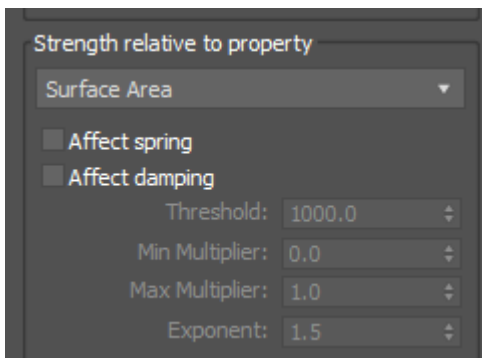 Strength relative to property
Surface Area
Affect spring
Affect damping
Threshold: 1000.0
Min Multiplier: 0.0
Max Multiplier: 1.0
Exponent: 1.5